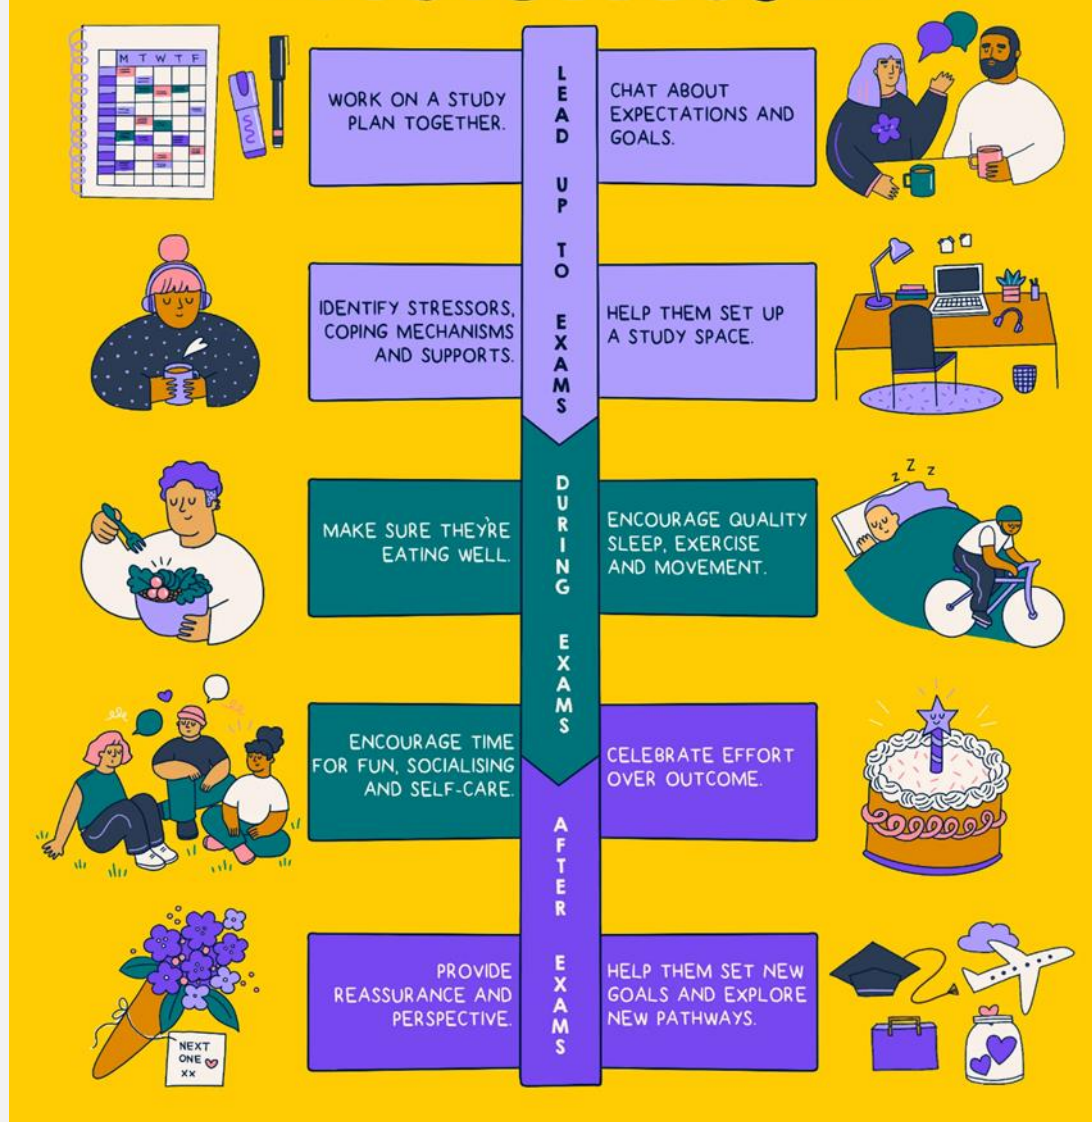 M T W T F
WORK ON A STUDY
PLAN TOGETHER.
LEAD UP TO EXAMS
CHAT ABOUT
EXPECTATIONS AND
GOALS.
IDENTIFY STRESSORS,
COPING MECHANISMS
AND SUPPORTS.
HELP THEM SET UP
A STUDY SPACE.
MAKE SURE THEY'RE
EATING WELL.
DURING EXAMS
ENCOURAGE QUALITY
SLEEP, EXERCISE
AND MOVEMENT.
z Z z
ENCOURAGE TIME
FOR FUN, SOCIALISING
AND SELF-CARE.
CELEBRATE EFFORT
OVER OUTCOME.
AFTER EXAMS
PROVIDE
REASSURANCE AND
PERSPECTIVE.
HELP THEM SET NEW
GOALS AND EXPLORE
NEW PATHWAYS.
NEXT
ONE
XX